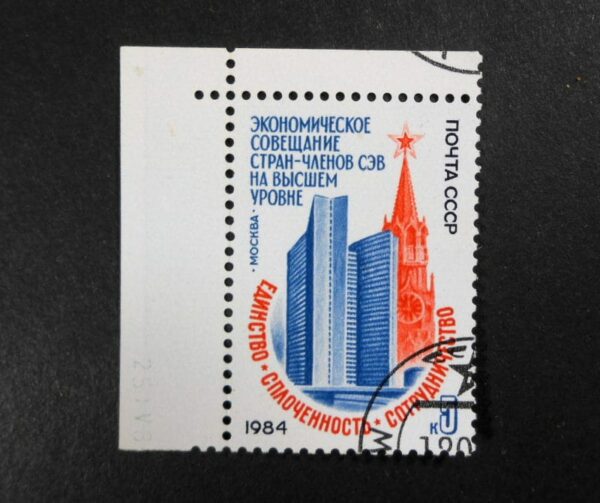 ЭКОНОМИЧЕСКОЕ
СОВЕЩАНИЕ
СТРАН-ЧЛЕНОВ СЭВ
НА ВЫСШЕМ
УРОВНЕ
• МОСКВА •
ПОЧТА СССР
ЕДИНСТВО ★ СПЛОЧЕННОСТЬ ★ СОТРУДНИЧЕСТВО
1984
5 к